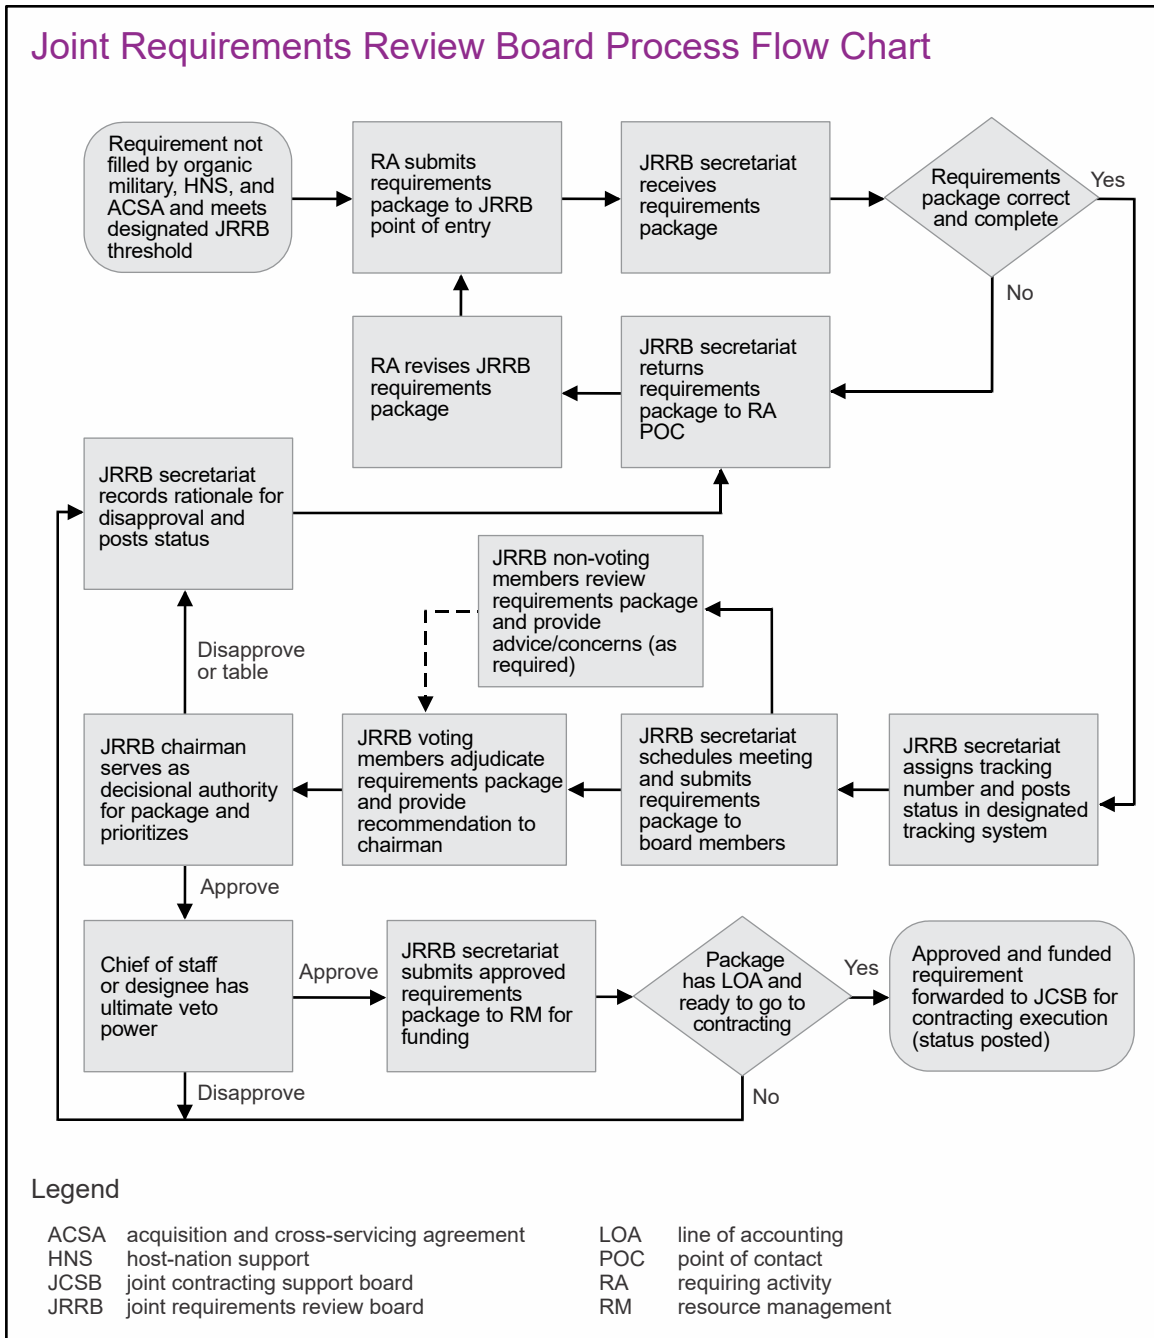 Joint Requirements Review Board Process Flow Chart
Requirement not
filled by organic
military, HNS, and
ACSA and meets
designated JRRB
threshold
RA submits
requirements
package to JRRB
point of entry
JRRB secretariat
receives
requirements
package
Requirements
package correct
and complete
Yes
No
RA revises JRRB
requirements
package
JRRB secretariat
returns
requirements
package to RA
POC
JRRB secretariat
records rationale for
disapproval and
posts status
JRRB non-voting
members review
requirements package
and provide
advice/concerns (as
required)
Disapprove
or table
JRRB chairman
serves as
decisional authority
for package and
prioritizes
JRRB voting
members adjudicate
requirements package
and provide
recommendation to
chairman
JRRB secretariat
schedules meeting
and submits
requirements
package to
board members
JRRB secretariat
assigns tracking
number and posts
status in designated
tracking system
Approve
Chief of staff
or designee has
ultimate veto
power
Approve
JRRB secretariat
submits approved
requirements
package to RM for
funding
Package
has LOA and
ready to go to
contracting
Yes
Approved and funded
requirement
forwarded to JCSB for
contracting execution
(status posted)
Disapprove
No
Legend
ACSA acquisition and cross-servicing agreement
HNS host-nation support
JCSB joint contracting support board
JRRB joint requirements review board
LOA line of accounting
POC point of contact
RA requiring activity
RM resource management